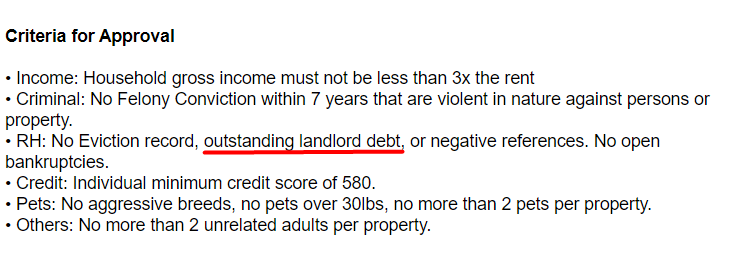 Criteria for Approval
• Income: Household gross income must not be less than 3x the rent
• Criminal: No Felony Conviction within 7 years that are violent in nature against persons or
property.
• RH: No Eviction record, outstanding landlord debt, or negative references. No open
bankruptcies.
• Credit: Individual minimum credit score of 580.
• Pets: No aggressive breeds, no pets over 30lbs, no more than 2 pets per property.
• Others: No more than 2 unrelated adults per property.